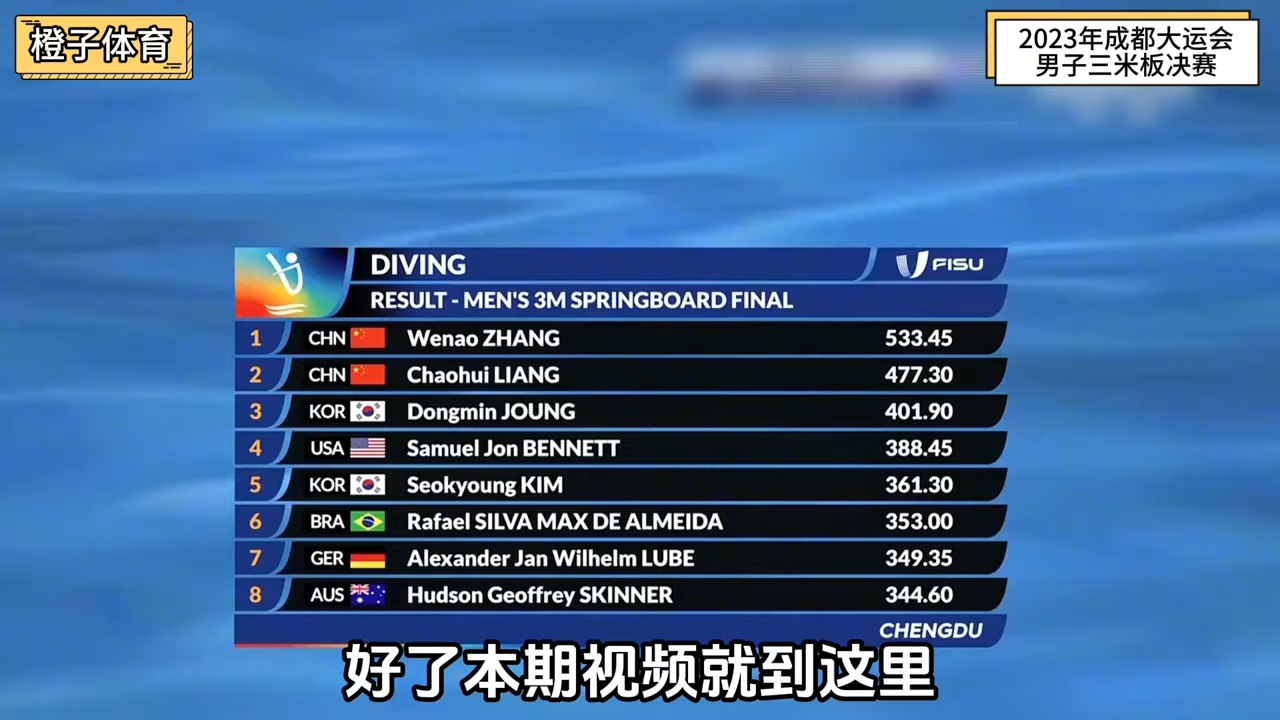 橙子体育
2023年成都大运会
男子三米板决赛
DIVING
FISU
RESULT - MEN'S 3M SPRINGBOARD FINAL
1 CHN Wenao ZHANG 533.45
2 CHN Chaohui LIANG 477.30
3 KOR Dongmin JOUNG 401.90
4 USA Samuel Jon BENNETT 388.45
5 KOR Seokyoung KIM 361.30
6 BRA Rafael SILVA MAX DE ALMEIDA 353.00
7 GER Alexander Jan Wilhelm LUBE 349.35
8 AUS Hudson Geoffrey SKINNER 344.60
CHENGDU
好了本期视频就到这里